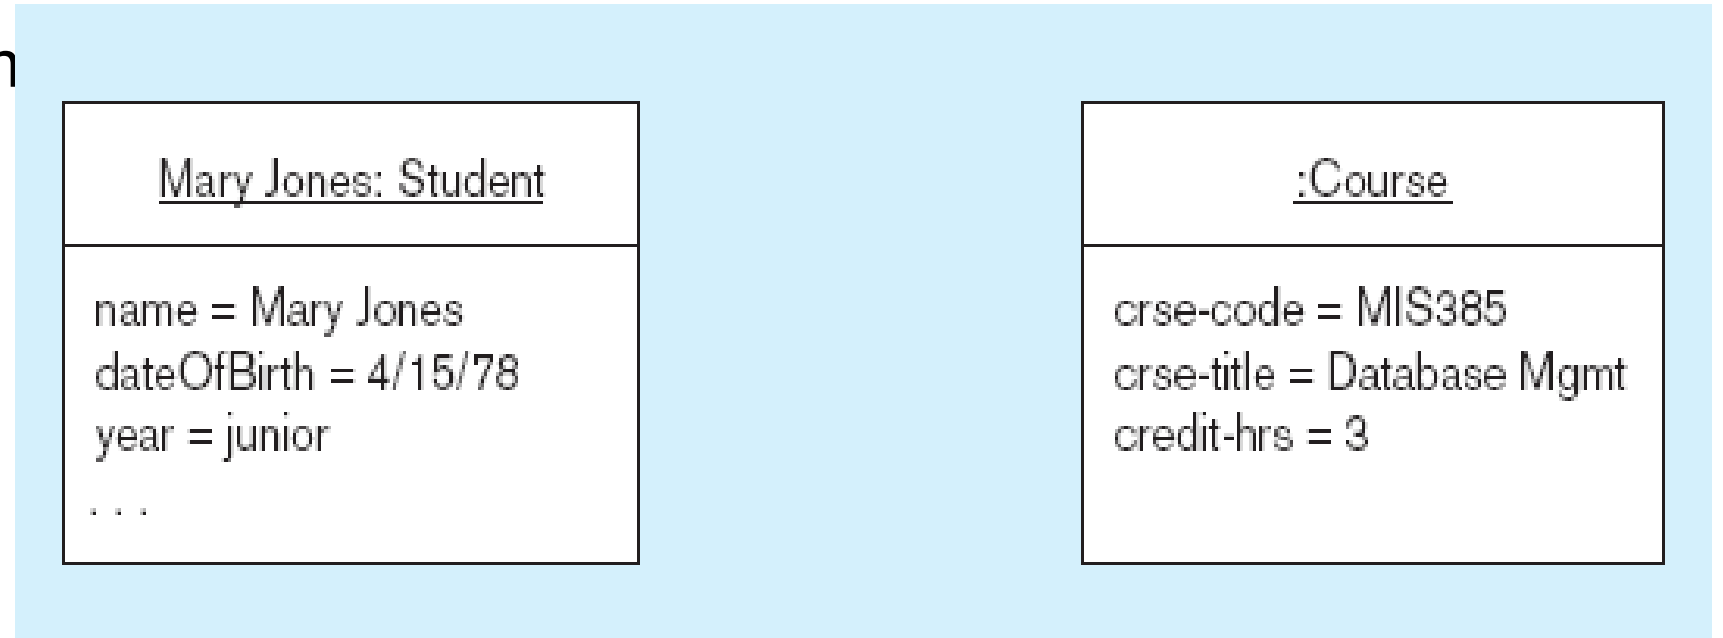 Mary Jones: Student
name = Mary Jones
dateOfBirth = 4/15/78
year = junior
. . .
:Course
crse-code = MIS385
crse-title = Database Mgmt
credit-hrs = 3